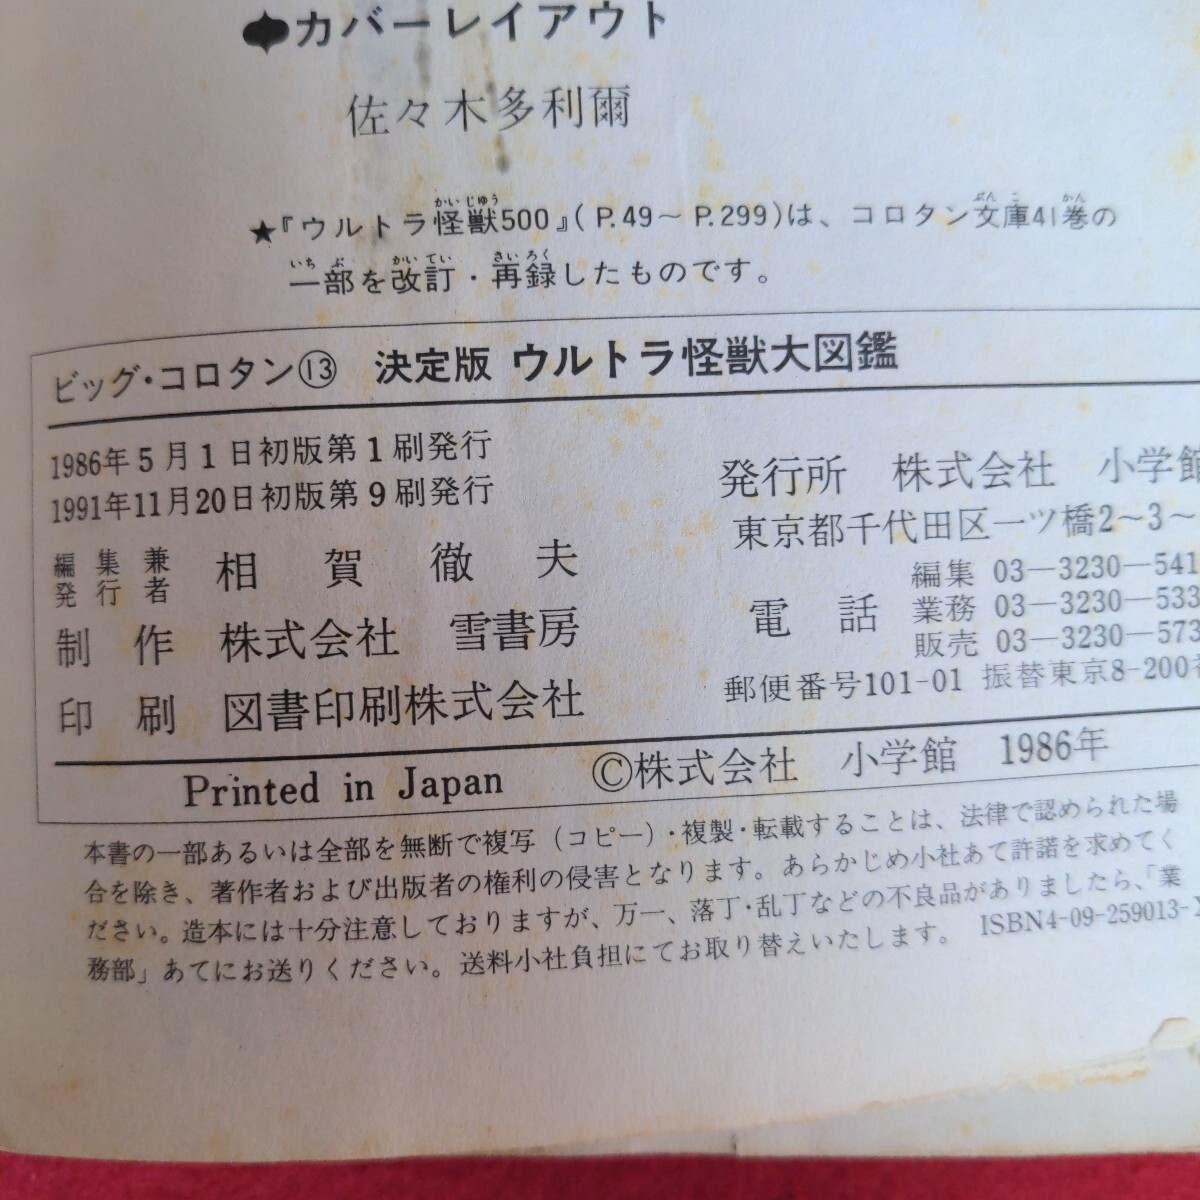 カバーレイアウト
佐々木多利爾
★『ウルトラ怪獣500』(P.49～P.299)は、コロタン文庫41巻の
一部を改訂・再録したものです。
ビッグ・コロタン⑬ 決定版 ウルトラ怪獣大図鑑
1986年5月1日初版第1刷発行
1991年11月20日初版第9刷発行
編集兼発行者 相賀徹夫
制作 株式会社 雪書房
印刷 図書印刷株式会社
発行所 株式会社 小学館
東京都千代田区一ツ橋2～3～
電話
編集 03—3230—541
業務 03—3230—533
販売 03—3230—573
郵便番号101-01 振替東京8-200番
Printed in Japan ©株式会社 小学館 1986年
本書の一部あるいは全部を無断で複写（コピー）・複製・転載することは、法律で認められた場
合を除き、著作者および出版者の権利の侵害となります。あらかじめ小社あて許諾を求めてく
ださい。造本には十分注意しておりますが、万一、落丁・乱丁などの不良品がありましたら、「業
務部」あてにお送りください。送料小社負担にてお取り替えいたします。 ISBN4-09-259013-